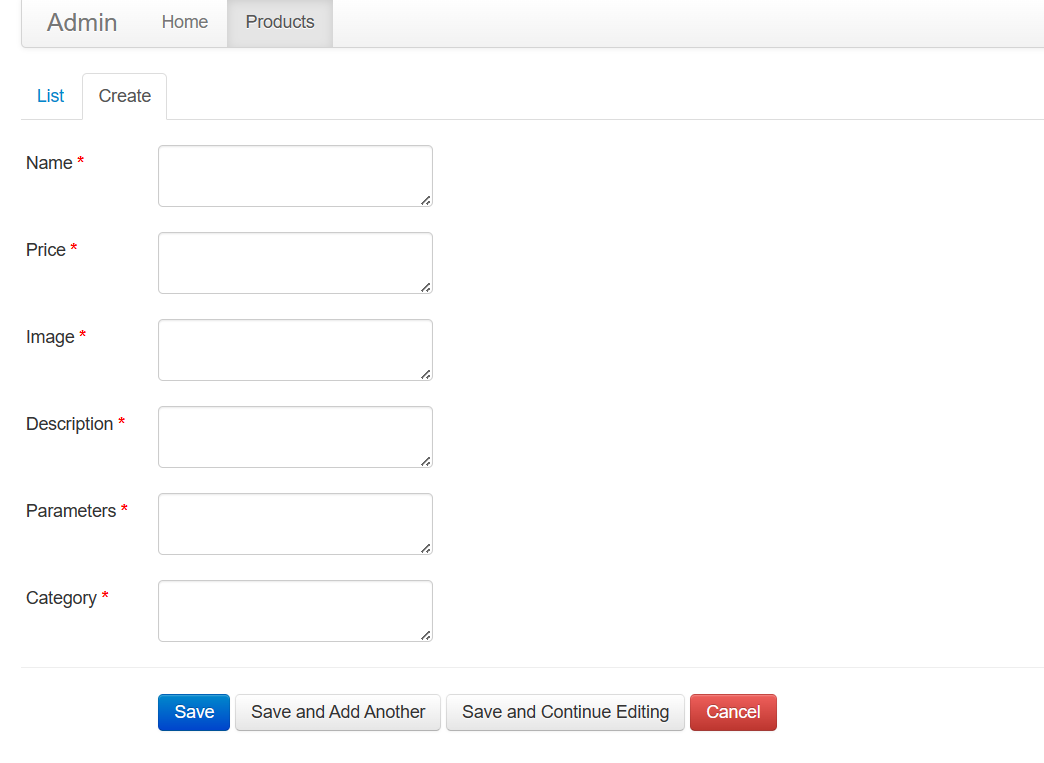 Admin Home Products
List Create
Name *
Price *
Image *
Description *
Parameters *
Category *
Save Save and Add Another Save and Continue Editing Cancel